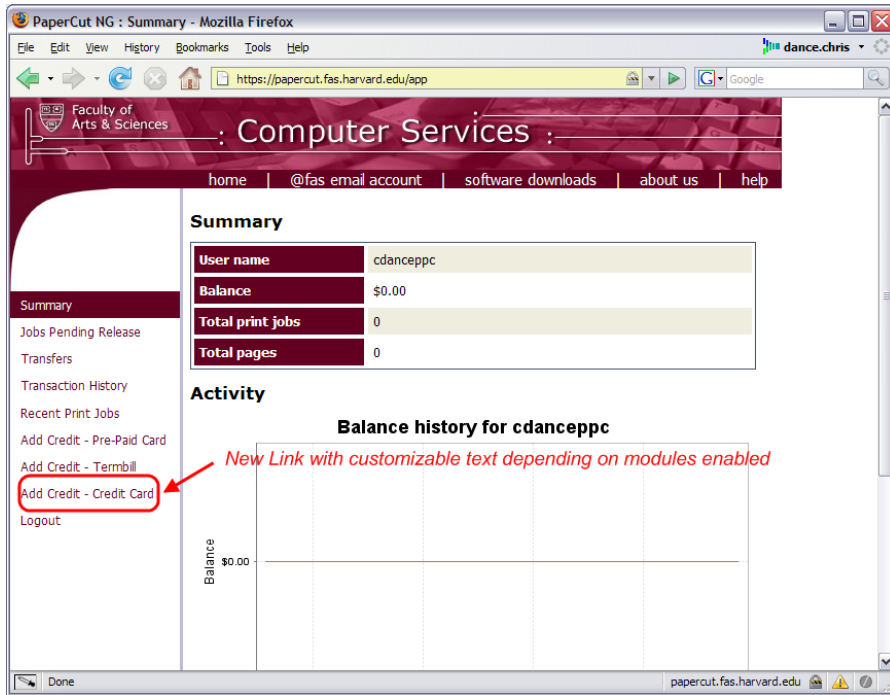 PaperCut NG : Summary - Mozilla Firefox
File Edit View History Bookmarks Tools Help dance.chris
https://papercut.fas.harvard.edu/app G Google
Faculty of
Arts & Sciences
: Computer Services :
home | @fas email account | software downloads | about us | help
Summary
User name cdanceppc
Balance $0.00
Total print jobs 0
Total pages 0
Summary
Jobs Pending Release
Transfers
Transaction History
Recent Print Jobs
Add Credit - Pre-Paid Card
Add Credit - Termbill
Add Credit - Credit Card
Logout
Activity
Balance history for cdanceppc
New Link with customizable text depending on modules enabled
Balance
$0.00
Done papercut.fas.harvard.edu